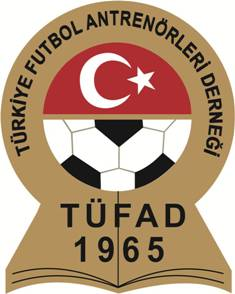 TÜRKİYE FUTBOL ANTRENÖRLERİ DERNEĞİ
TÜFAD
1965